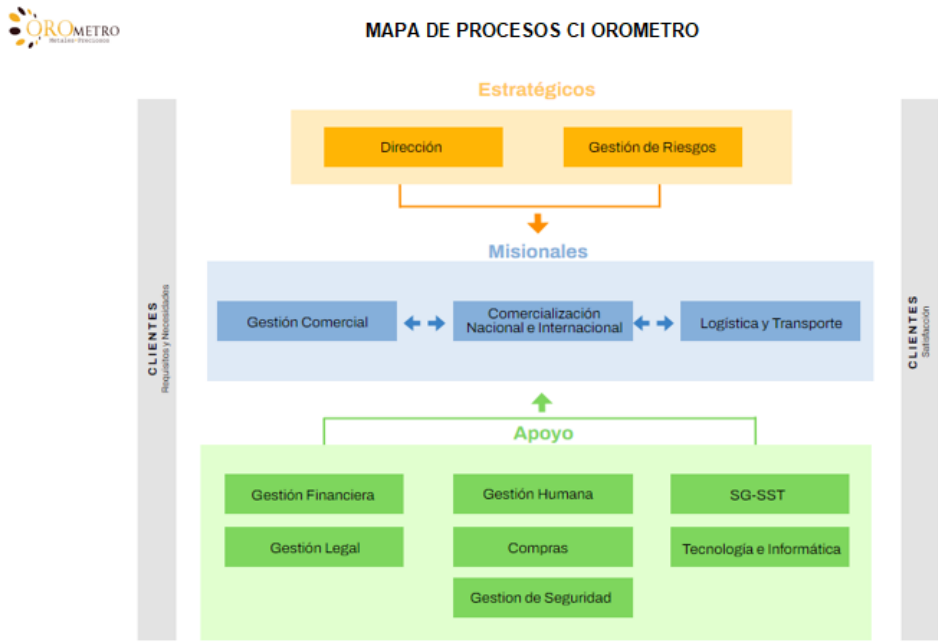 OROMETRO
Metales-Preciosos
MAPA DE PROCESOS CI OROMETRO
Estratégicos
Dirección
Gestión de Riesgos
Misionales
CLIENTES
Requisitos y Necesidades
Gestión Comercial
Comercialización
Nacional e Internacional
Logística y Transporte
CLIENTES
Satisfacción
Apoyo
Gestión Financiera
Gestión Humana
SG-SST
Gestión Legal
Compras
Tecnología e Informática
Gestion de Seguridad